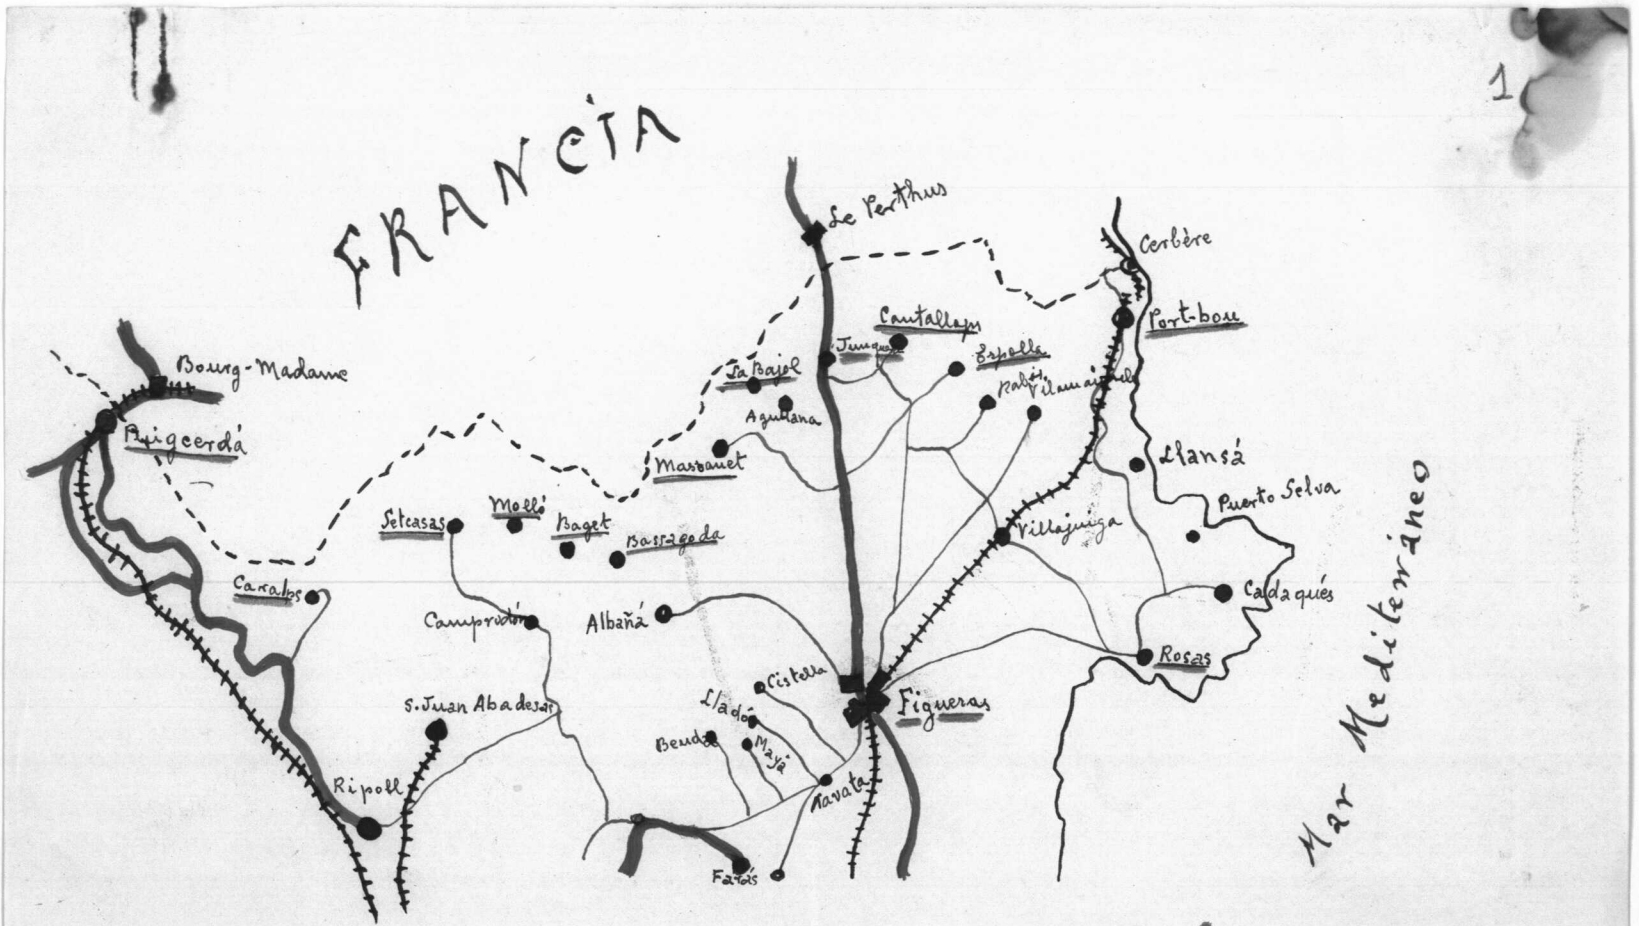 1
FRANCIA
Le Perthus
Cerbère
Cantallops
Port-bou
Junquera
Espolla
Bourg-Madame
La Bajol
Rabós
Agullana
Puigcerdá
Massanet
Llansá
Puerto Selva
Setcasas
Molló
Baget
Bassagoda
Villajuiga
Caralps
Camprodón
Albañá
Cadaqués
Rosas
Cistella
S. Juan Abadesas
Lladó
Figueras
Beuda
Mayá
Ripoll
Navata
Farás
Mar Mediterráneo